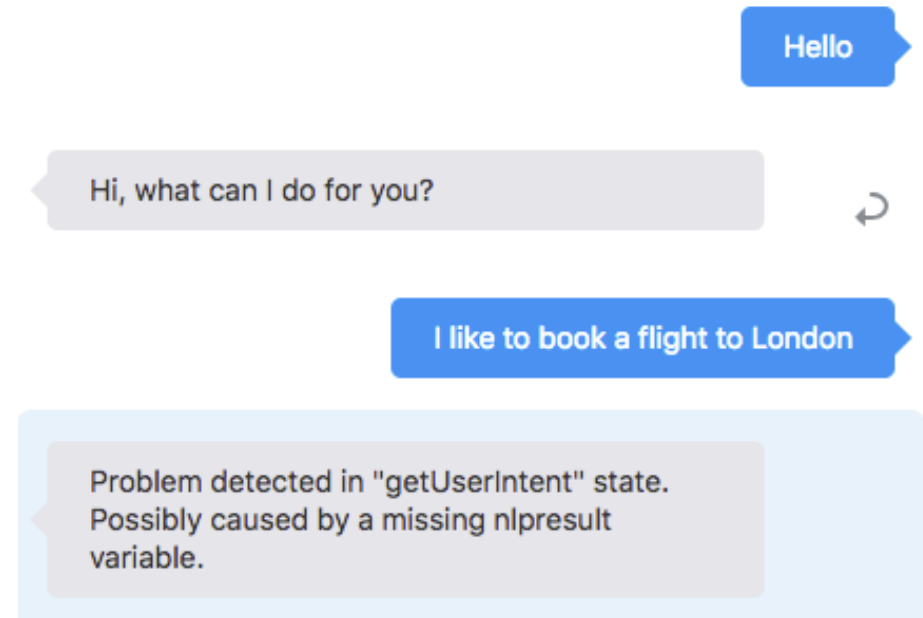 Hello
Hi, what can I do for you?
I like to book a flight to London
Problem detected in "getUserIntent" state.
Possibly caused by a missing nlpresult
variable.